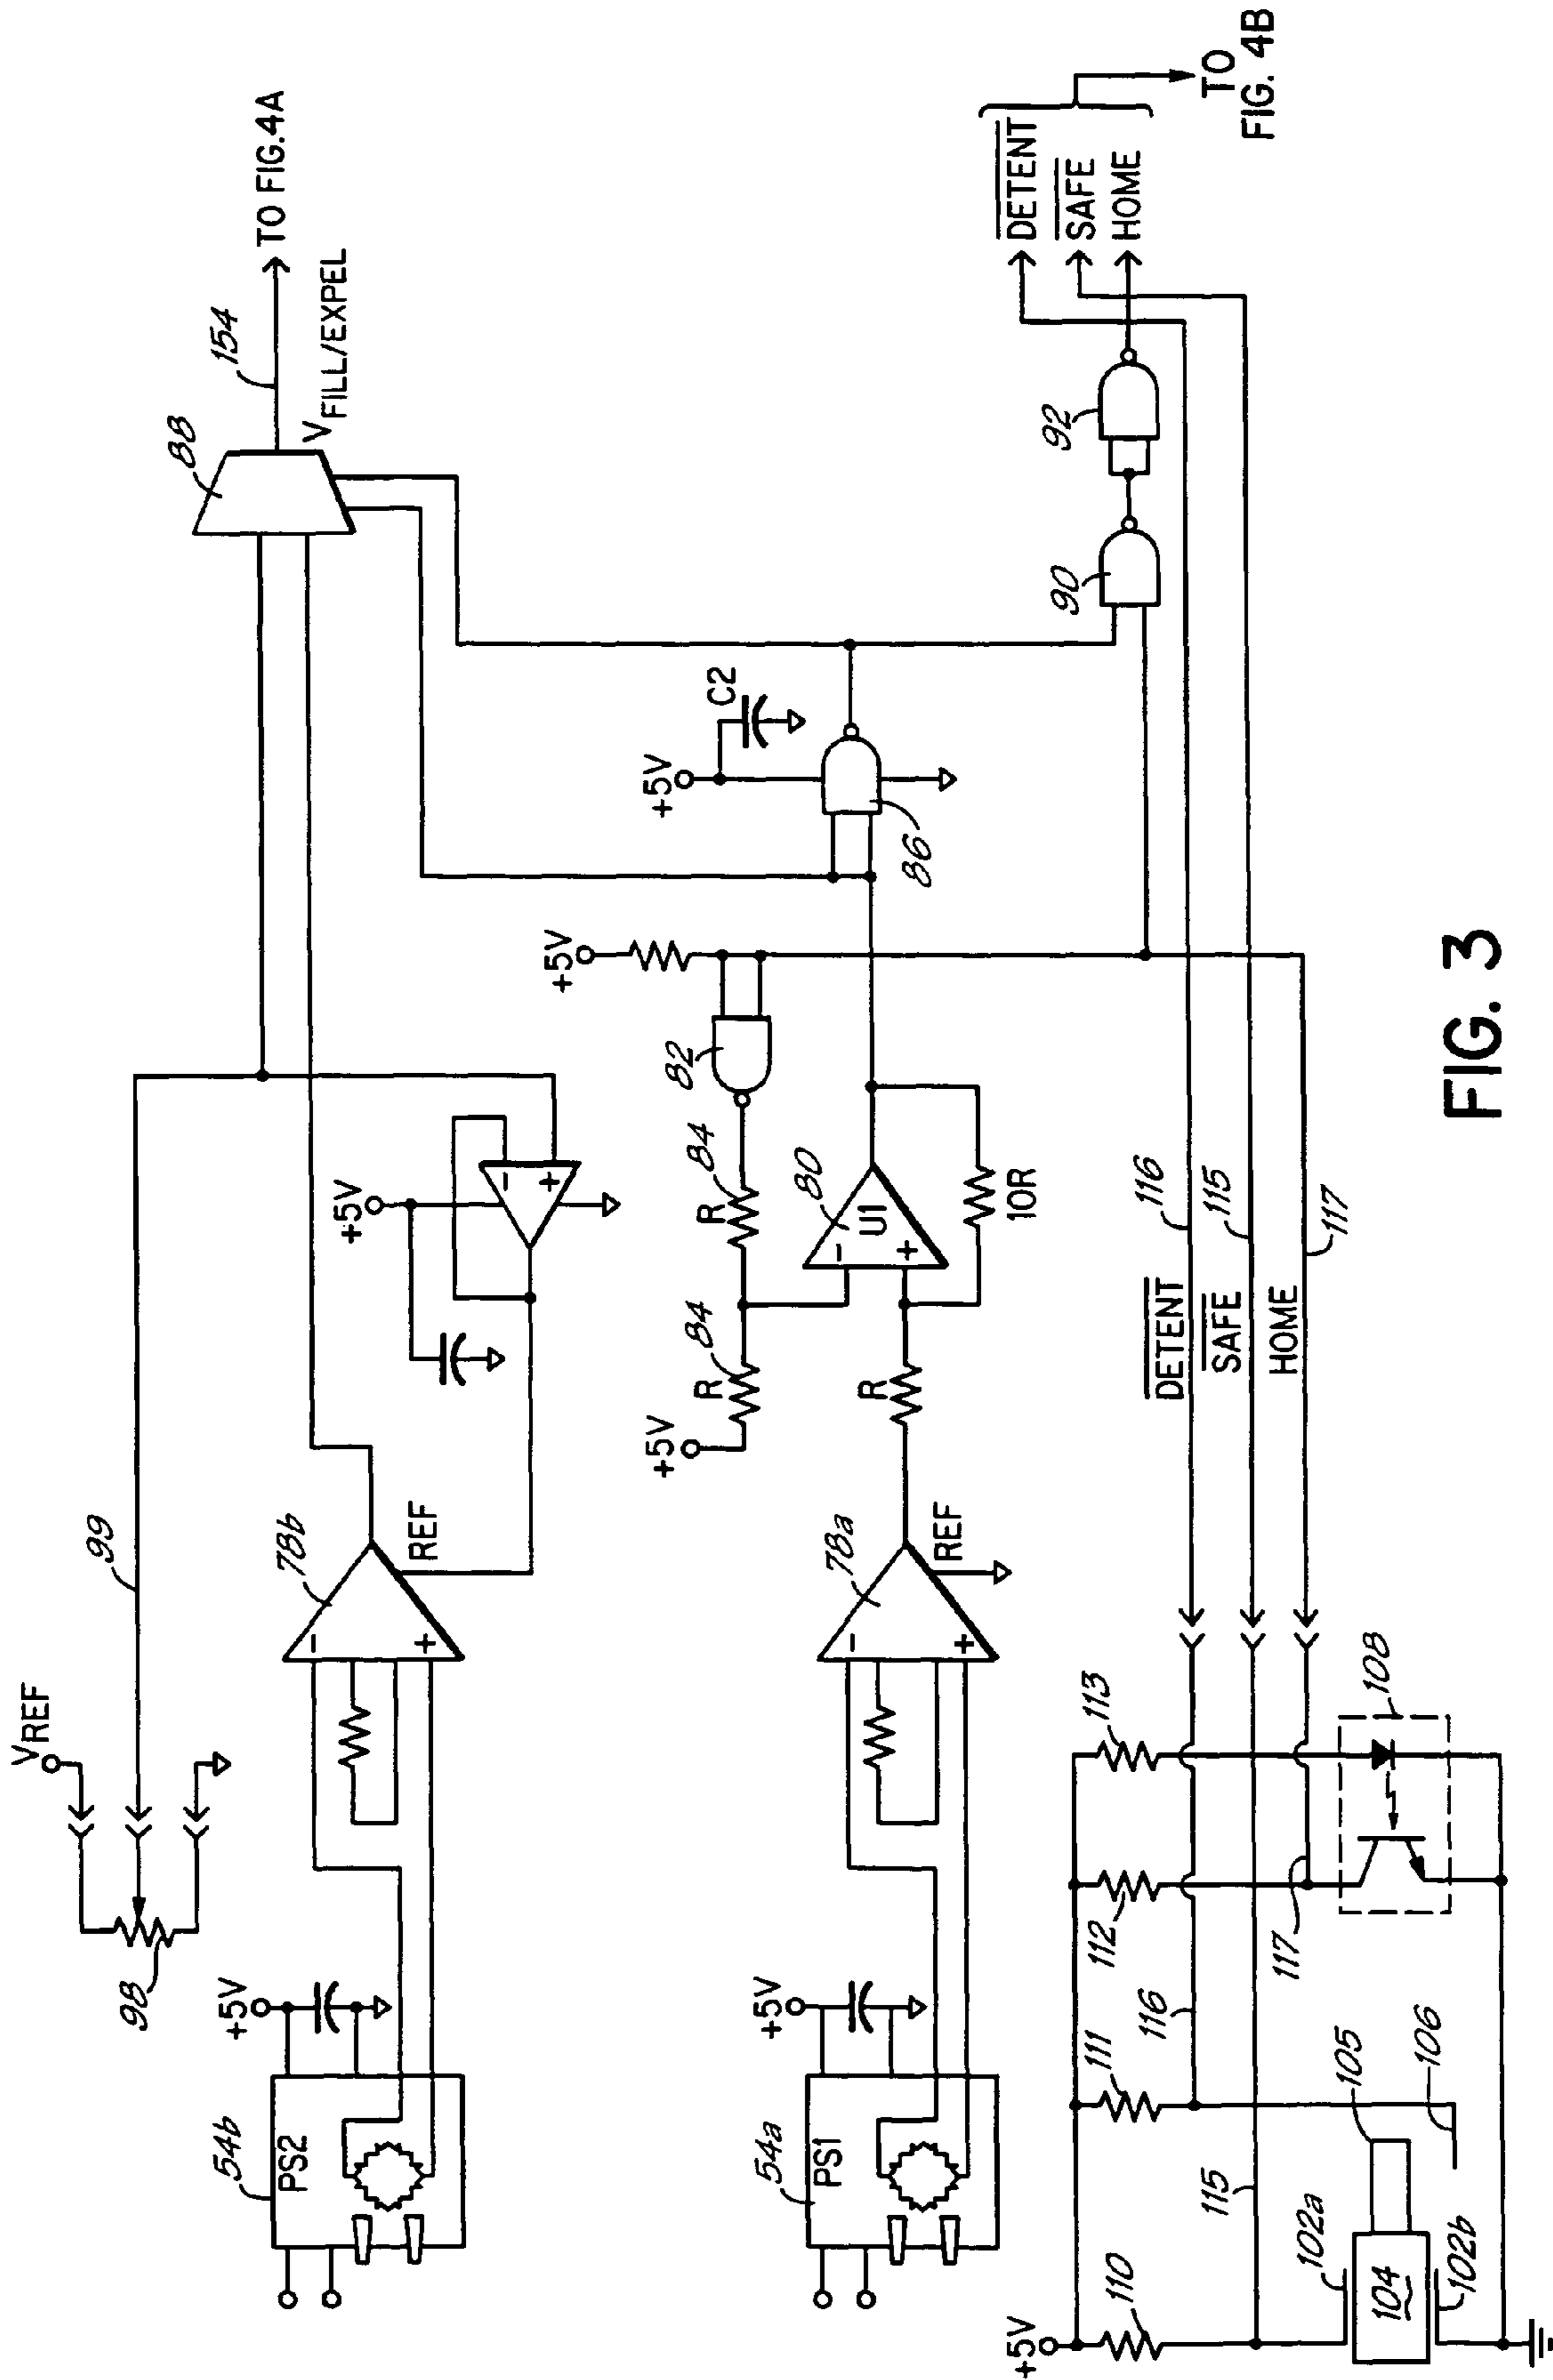 VREF
98
99
+5V
54b
PS2
78b
REF
-
+
+5V
-
+
88
154
TO FIG.4A
VFILL/EXPEL
+5V
54a
PS1
78a
REF
-
+
+5V
R
84
R
84
82
+5V
R
80
U1
-
+
10R
+5V
C2
86
90
92
DETENT
SAFE
HOME
TO
FIG. 4B
+5V
110
111
112
113
115
116
117
102a
104
102b
105
106
108
DETENT
116
SAFE
115
HOME
117
FIG. 3